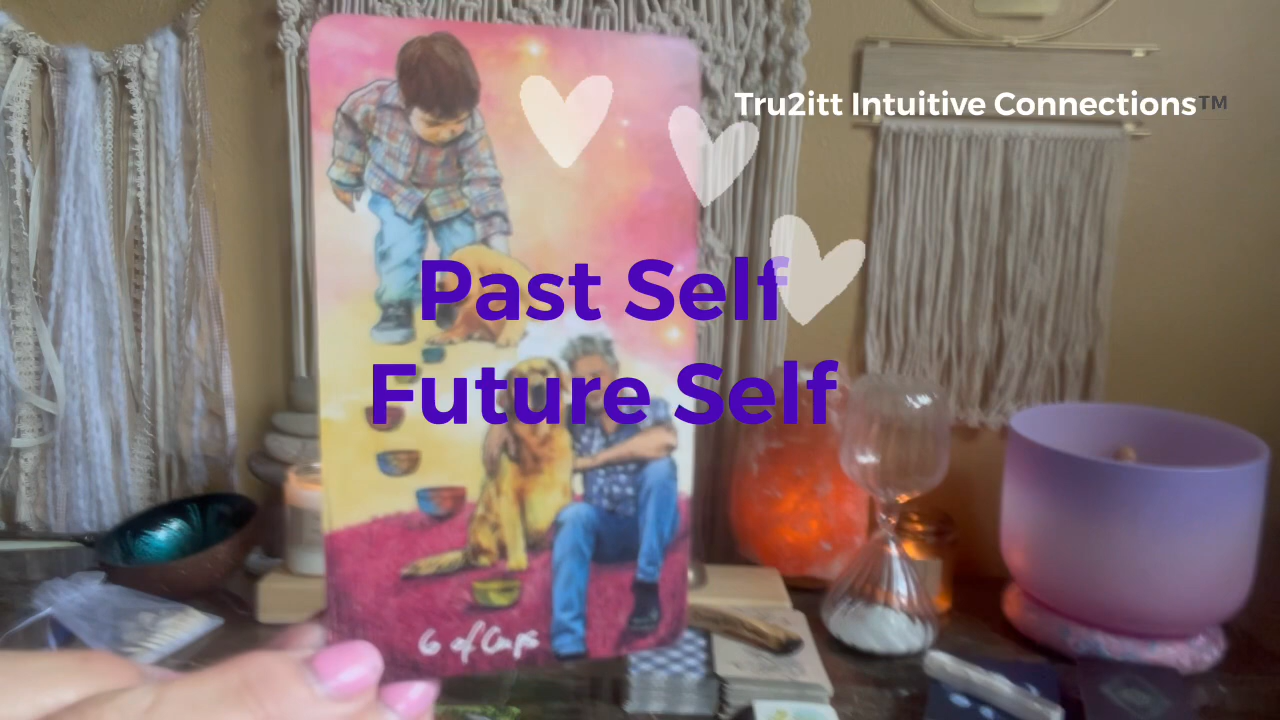 Tru2itt Intuitive Connections™
Past Self
Future Self
6 of Cups